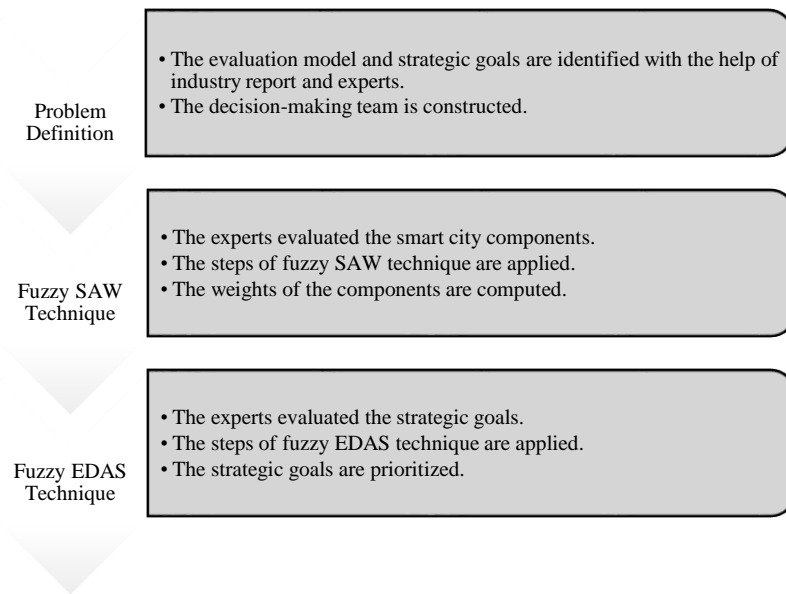 Problem
Definition
• The evaluation model and strategic goals are identified with the help of
industry report and experts.
• The decision-making team is constructed.
Fuzzy SAW
Technique
• The experts evaluated the smart city components.
• The steps of fuzzy SAW technique are applied.
• The weights of the components are computed.
Fuzzy EDAS
Technique
• The experts evaluated the strategic goals.
• The steps of fuzzy EDAS technique are applied.
• The strategic goals are prioritized.